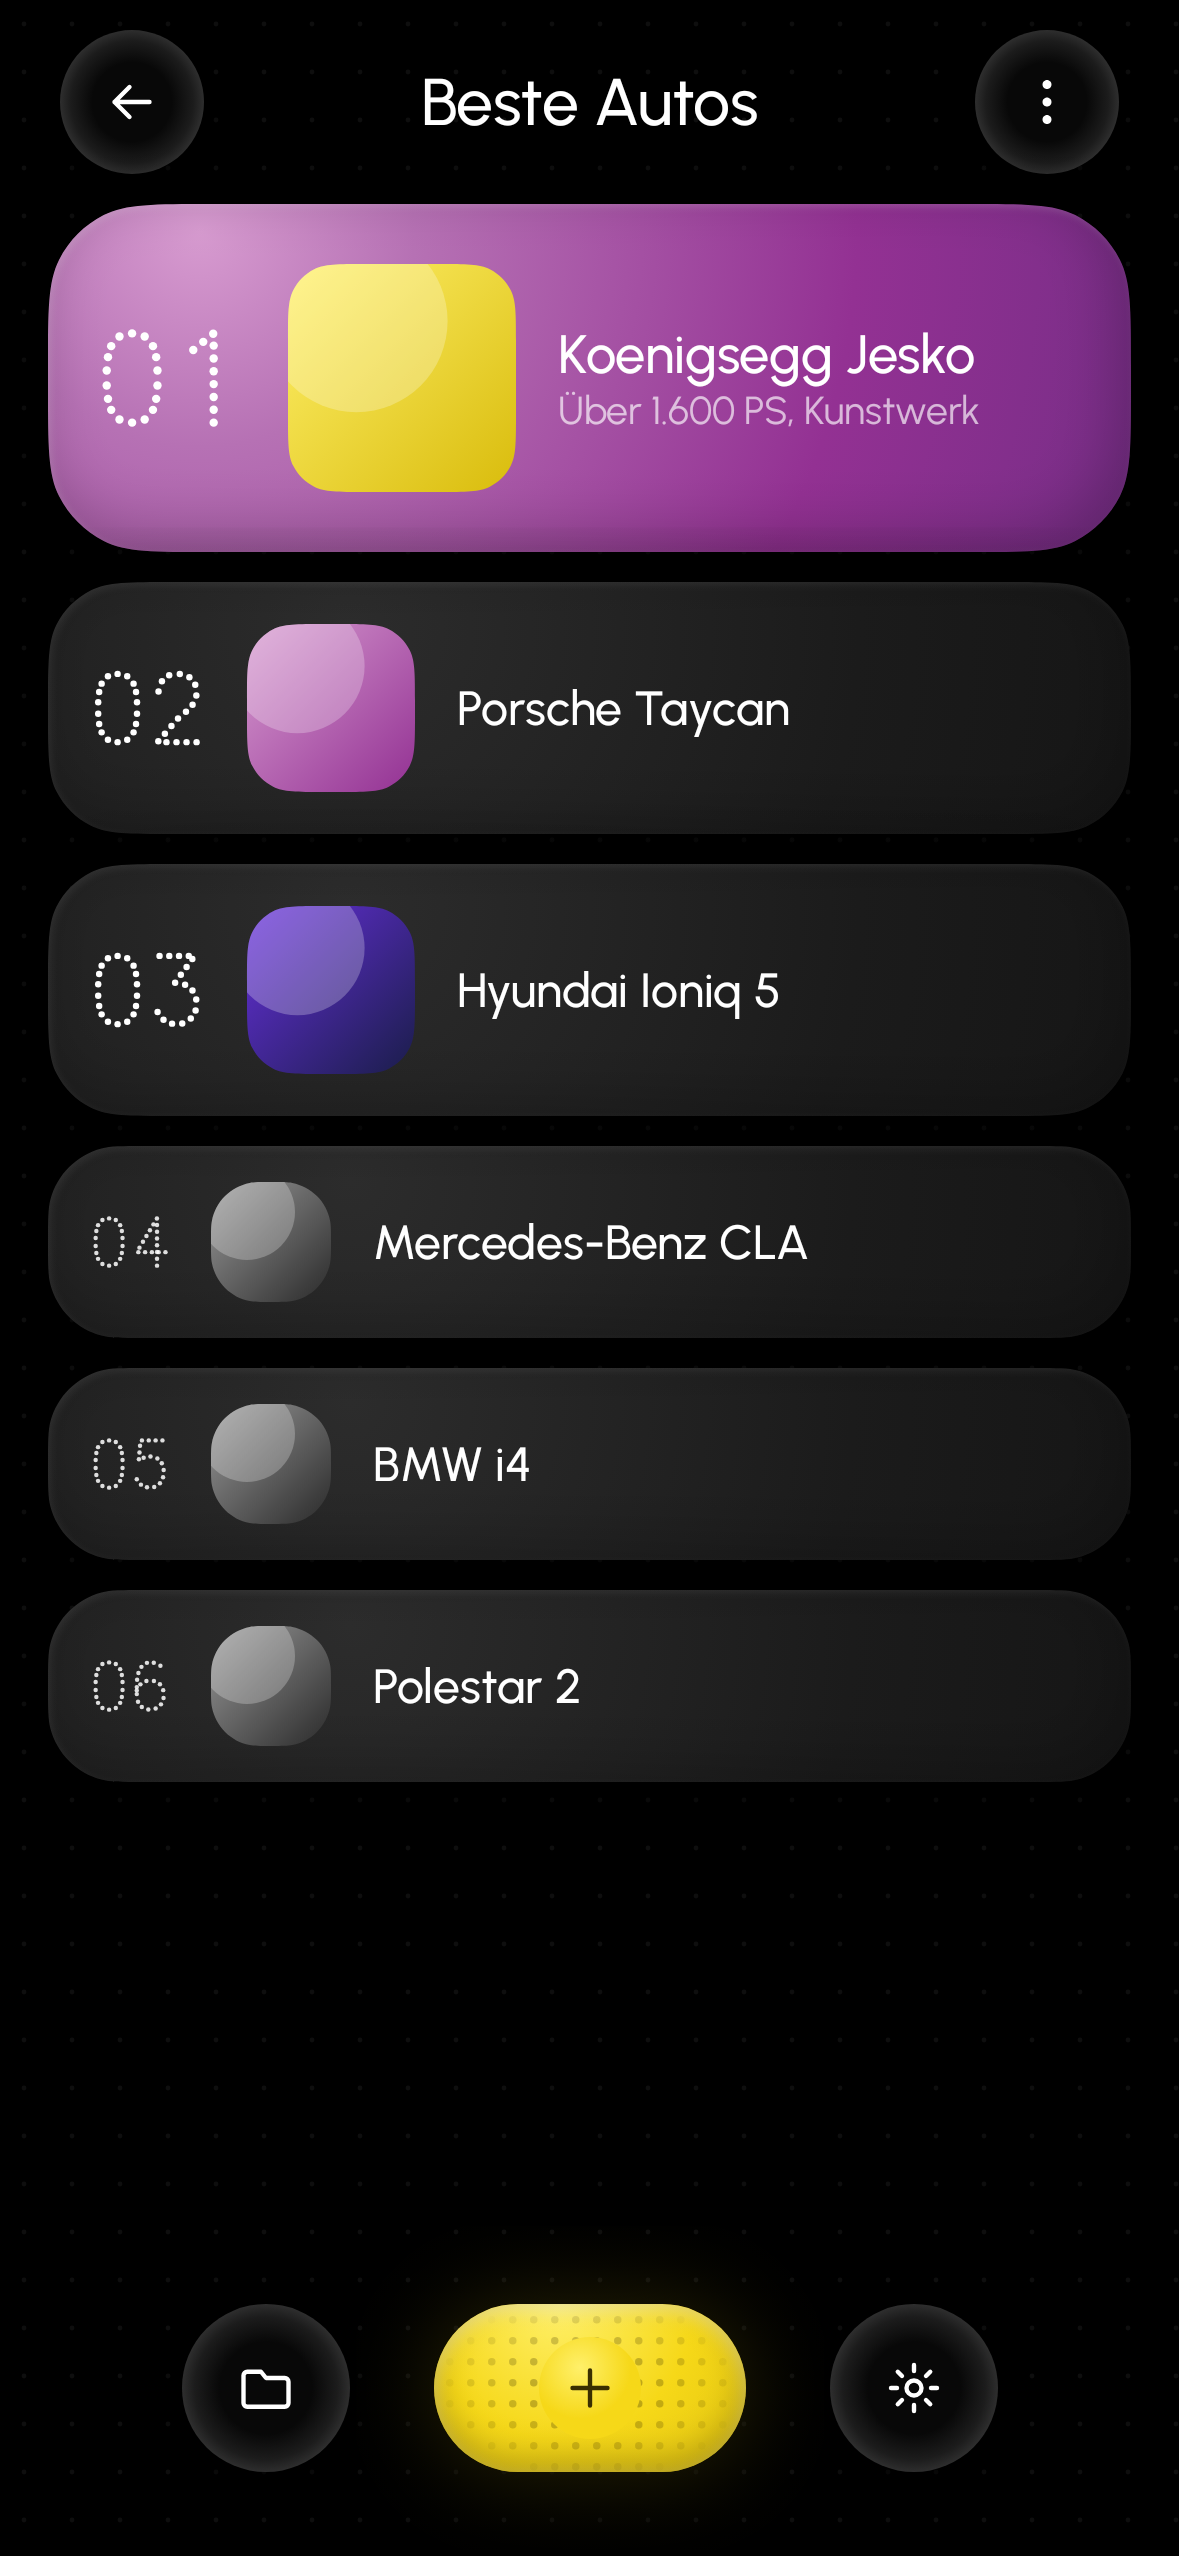 Beste Autos
01
Koenigsegg Jesko
Über 1.600 PS, Kunstwerk
02
Porsche Taycan
03
Hyundai Ioniq 5
04
Mercedes-Benz CLA
05
BMW i4
06
Polestar 2